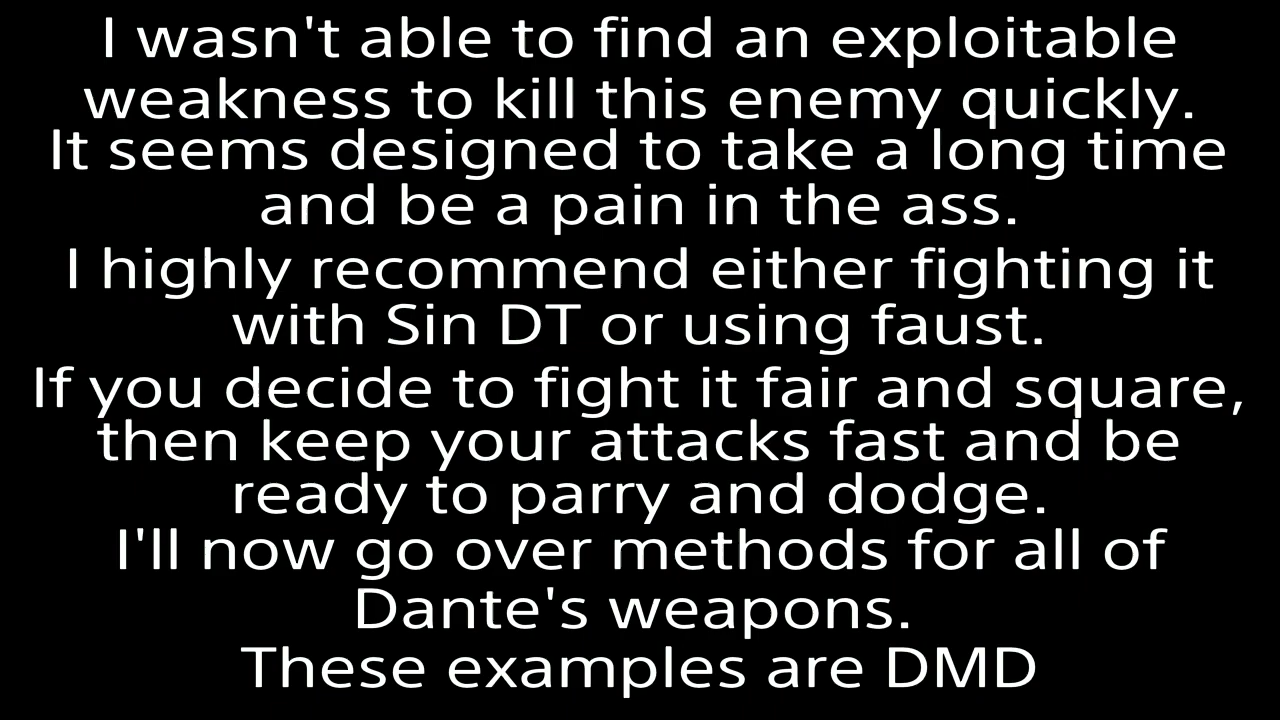 I wasn't able to find an exploitable
weakness to kill this enemy quickly.
It seems designed to take a long time
and be a pain in the ass.
I highly recommend either fighting it
with Sin DT or using faust.
If you decide to fight it fair and square,
then keep your attacks fast and be
ready to parry and dodge.
I'll now go over methods for all of
Dante's weapons.
These examples are DMD